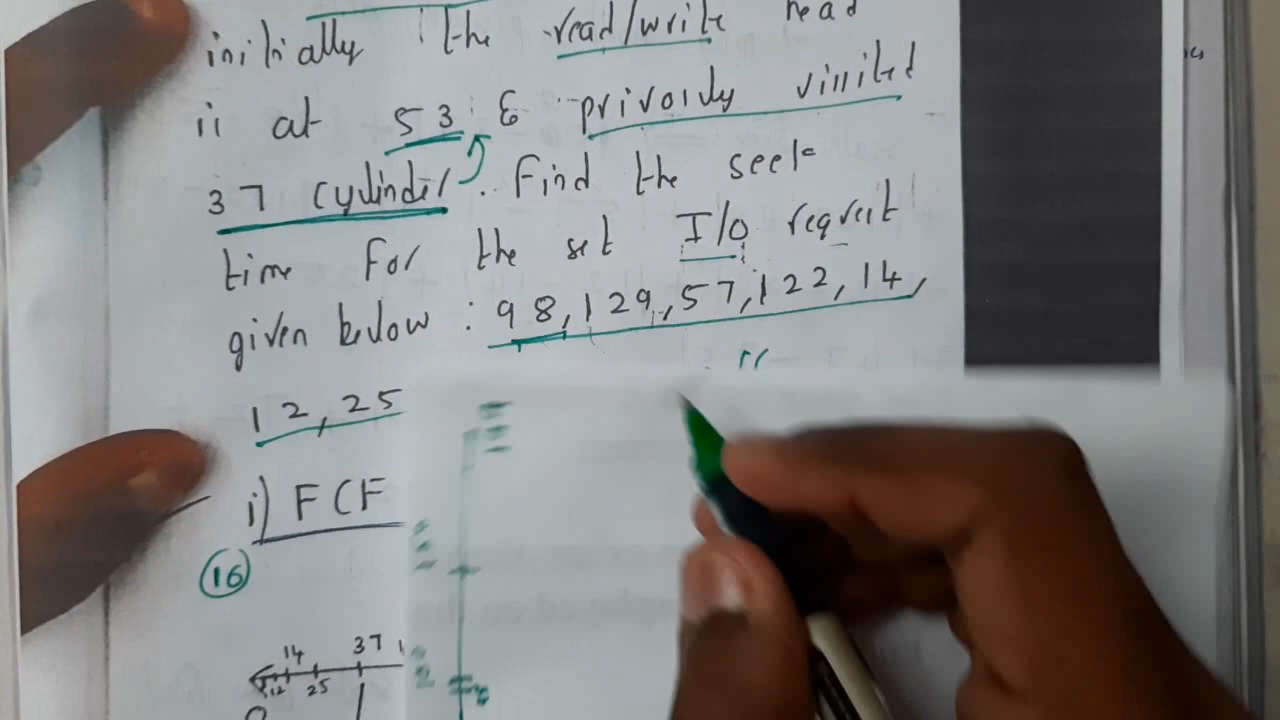 initially the read/write head
is at 53 & privously visited
37 cylinder. Find the seek
time for the set I/O request
given below : 98,129,57,122,14,
12,25
i) FCF
16
14 37
12 25